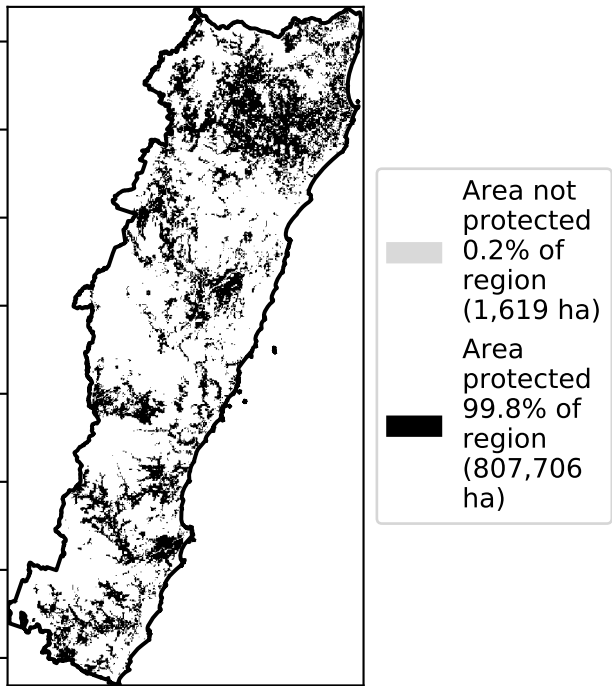 Area not
protected
0.2% of
region
(1,619 ha)
Area
protected
99.8% of
region
(807,706
ha)